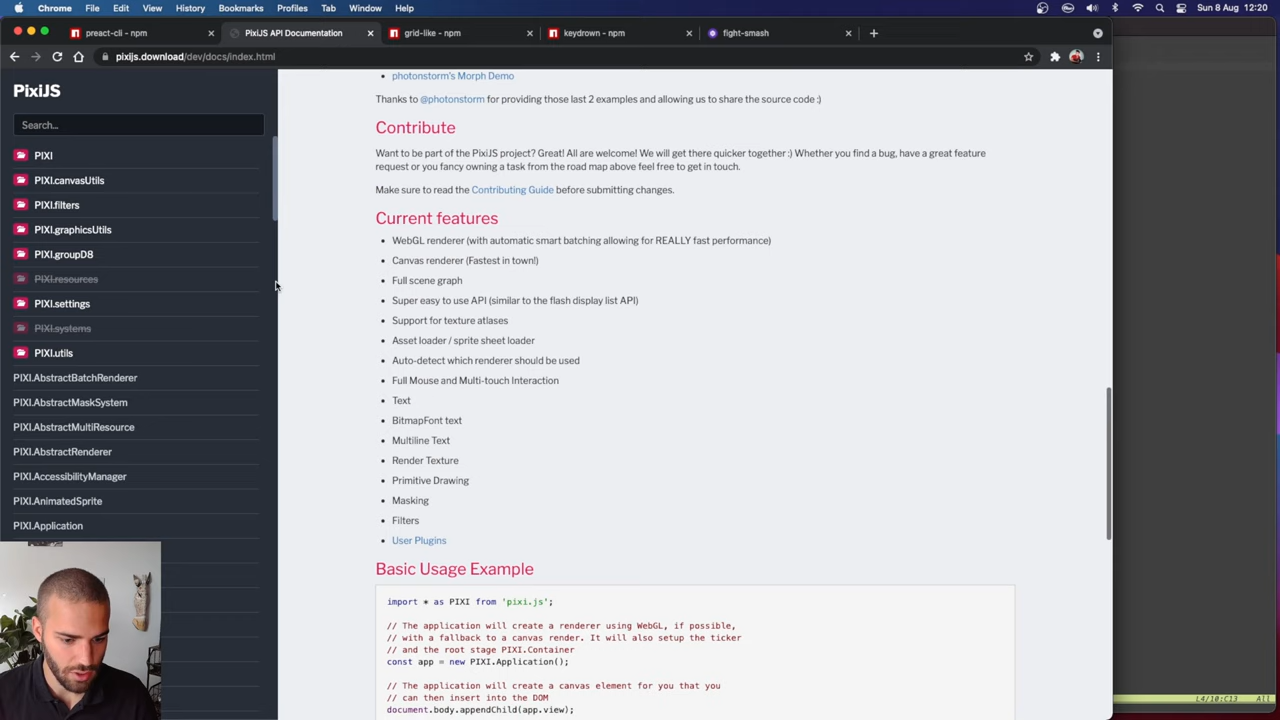 Chrome File Edit View History Bookmarks Profiles Tab Window Help Sun 8 Aug 12:20
preact-cli - npm PixiJS API Documentation grid-like - npm keydrown - npm fight-smash
pixijs.download/dev/docs/index.html
PixiJS
Search...
PIXI
PIXI.canvasUtils
PIXI.filters
PIXI.graphicsUtils
PIXI.groupD8
PIXI.resources
PIXI.settings
PIXI.systems
PIXI.utils
PIXI.AbstractBatchRenderer
PIXI.AbstractMaskSystem
PIXI.AbstractMultiResource
PIXI.AbstractRenderer
PIXI.AccessibilityManager
PIXI.AnimatedSprite
PIXI.Application
photonstorm's Morph Demo
Thanks to @photonstorm for providing those last 2 examples and allowing us to share the source code :)
Contribute
Want to be part of the PixiJS project? Great! All are welcome! We will get there quicker together :) Whether you find a bug, have a great feature
request or you fancy owning a task from the road map above feel free to get in touch.
Make sure to read the Contributing Guide before submitting changes.
Current features
WebGL renderer (with automatic smart batching allowing for REALLY fast performance)
Canvas renderer (Fastest in town!)
Full scene graph
Super easy to use API (similar to the flash display list API)
Support for texture atlases
Asset loader / sprite sheet loader
Auto-detect which renderer should be used
Full Mouse and Multi-touch Interaction
Text
BitmapFont text
Multiline Text
Render Texture
Primitive Drawing
Masking
Filters
User Plugins
Basic Usage Example
import * as PIXI from 'pixi.js';
// The application will create a renderer using WebGL, if possible,
// with a fallback to a canvas render. It will also setup the ticker
// and the root stage PIXI.Container
const app = new PIXI.Application();
// The application will create a canvas element for you that you
// can then insert into the DOM
document.body.appendChild(app.view);
L4/10:C13 All